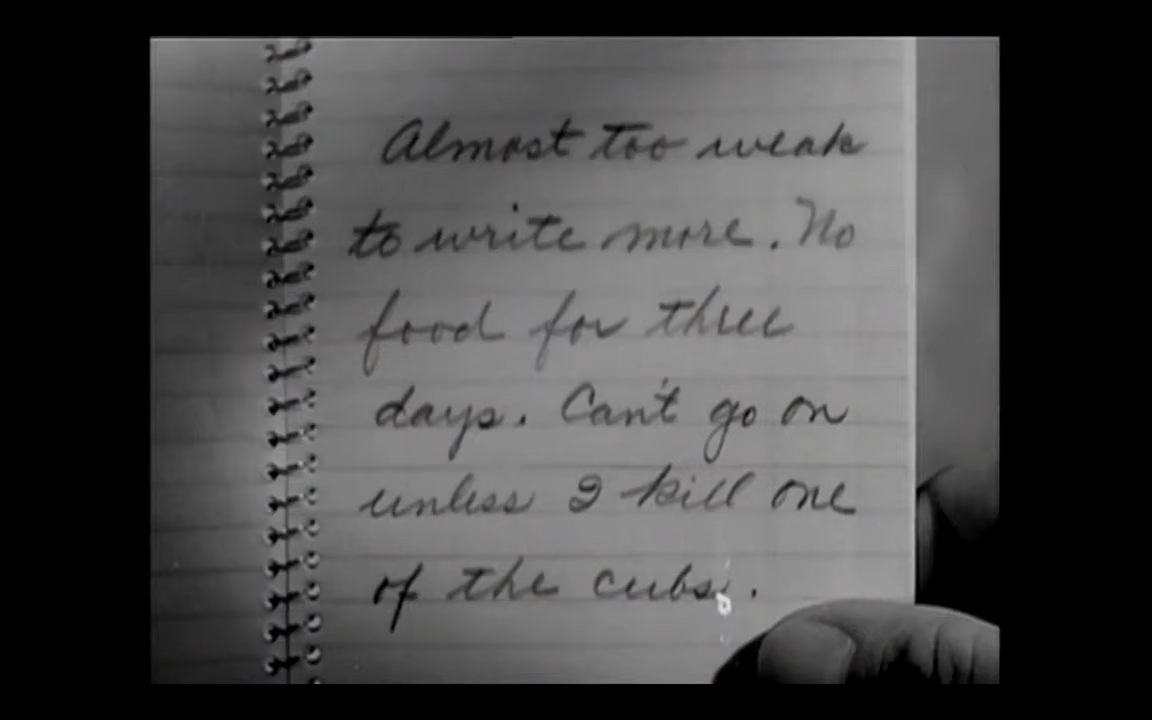 Almost too weak
to write more. No
food for three
days. Can't go on
unless I kill one
of the cubs.